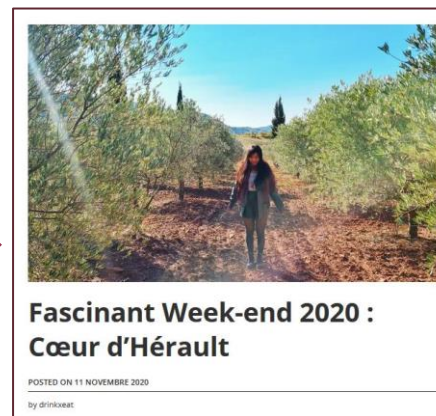 Fascinant Week-end 2020 :
Cœur d’Hérault
POSTED ON 11 NOVEMBRE 2020
by drinkxeat